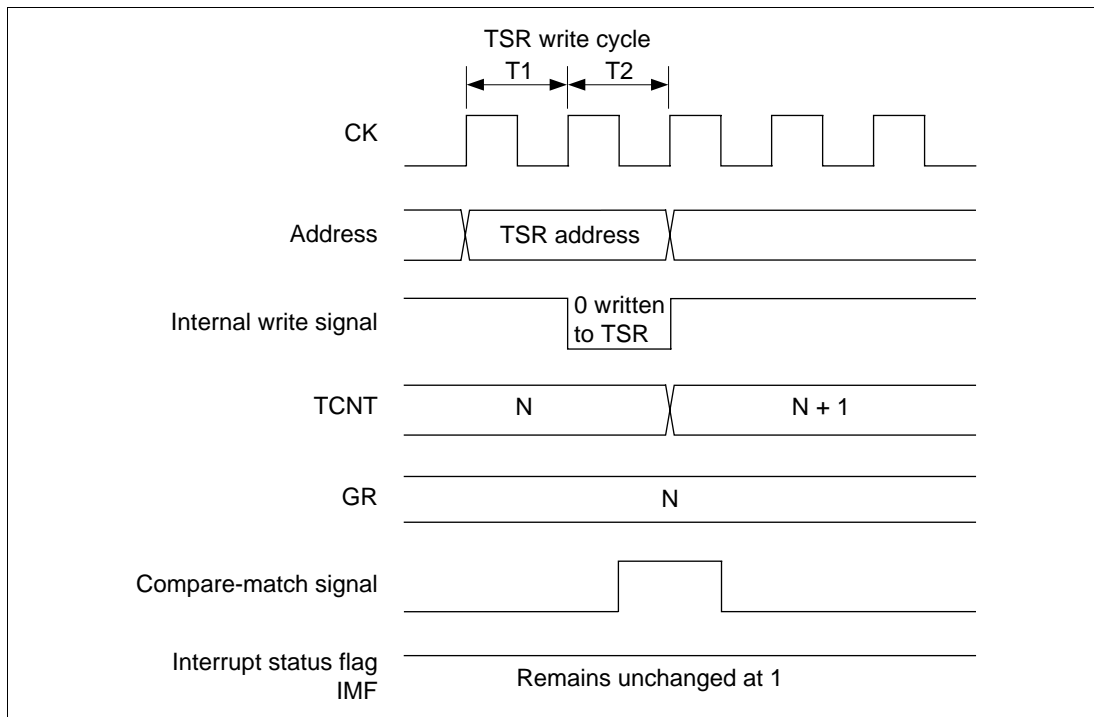 TSR write cycle
T1 T2
CK
Address TSR address
Internal write signal 0 written
to TSR
TCNT N N + 1
GR N
Compare-match signal
Interrupt status flag
IMF Remains unchanged at 1